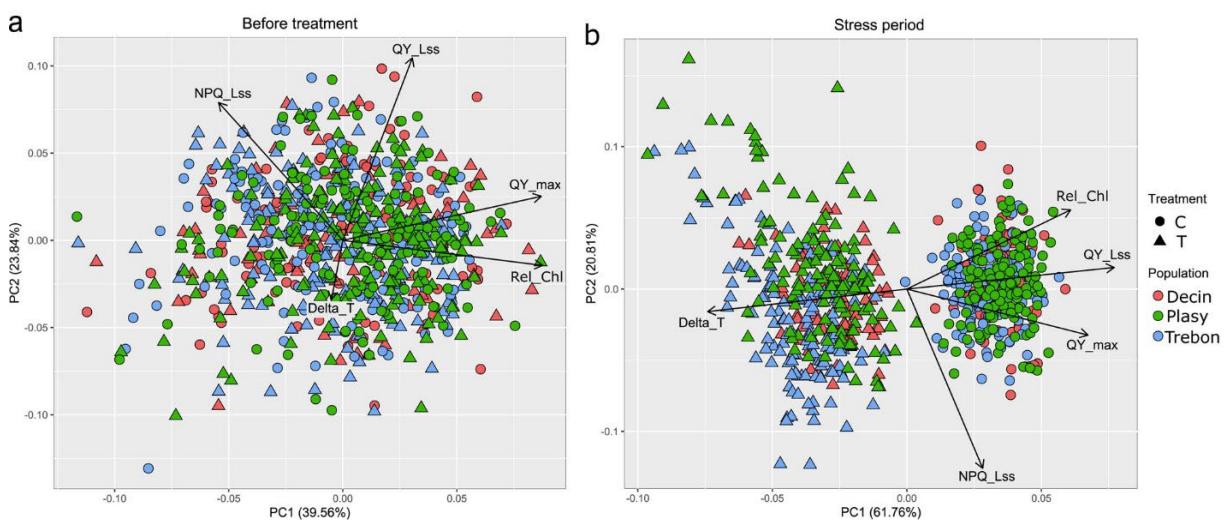 a
Before treatment
QY_Lss
NPQ_Lss
QY_max
Rel_Chl
Delta_T
0.10
0.05
0.00
-0.05
-0.10
PC2 (23.84%)
-0.10
-0.05
0.00
0.05
PC1 (39.56%)
b
Stress period
Rel_Chl
QY_Lss
Delta_T
QY_max
NPQ_Lss
0.1
0.0
-0.1
PC2 (20.81%)
-0.05
0.00
0.05
PC1 (61.76%)
Treatment
C
T
Population
Decin
Plasy
Trebon